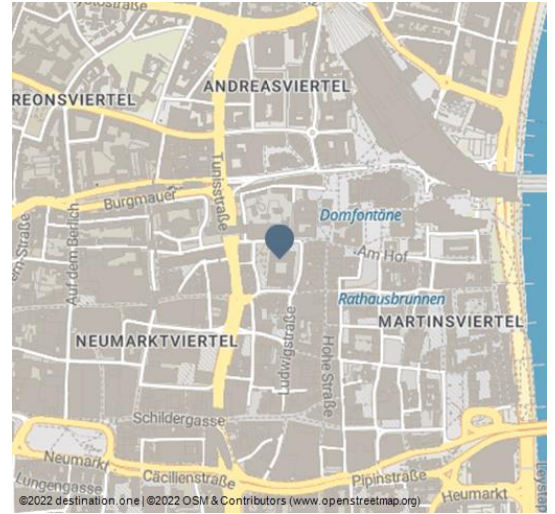 ANDREASVIERTEL
REONSVIERTEL
Tunisstraße
Burgmauer
Domfontäne
Auf dem Berlich
Am Hof
Rathausbrunnen
MARTINSVIERTEL
NEUMARKTVIERTEL
Ludwigstraße
Hohe Straße
Schildergasse
Neumarkt
Cäcilienstraße
Pipinstraße
Lungengasse
Heumarkt
©2022 destination.one | ©2022 OSM & Contributors (www.openstreetmap.org)